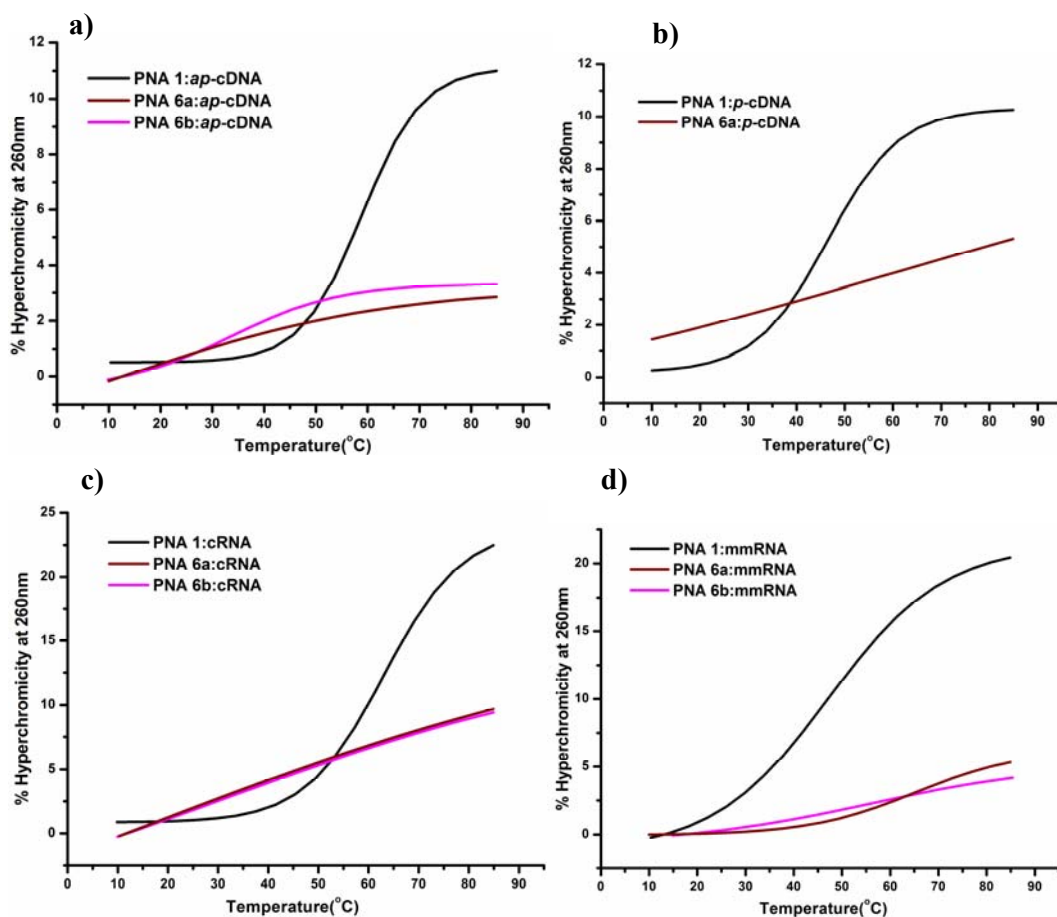 a)
% Hyperchromicity at 260nm
12
10
8
6
4
2
0
PNA 1:ap-cDNA
PNA 6a:ap-cDNA
PNA 6b:ap-cDNA
0 10 20 30 40 50 60 70 80 90
Temperature(°C)
b)
% Hyperchromicity at 260nm
12
10
8
6
4
2
0
PNA 1:p-cDNA
PNA 6a:p-cDNA
0 10 20 30 40 50 60 70 80 90
Temperature(°C)
c)
% Hyperchromicity at 260nm
25
20
15
10
5
0
PNA 1:cRNA
PNA 6a:cRNA
PNA 6b:cRNA
0 10 20 30 40 50 60 70 80 90
Temperature(°C)
d)
% Hyperchromicity at 260nm
20
15
10
5
0
PNA 1:mmRNA
PNA 6a:mmRNA
PNA 6b:mmRNA
0 10 20 30 40 50 60 70 80 90
Temperature(°C)